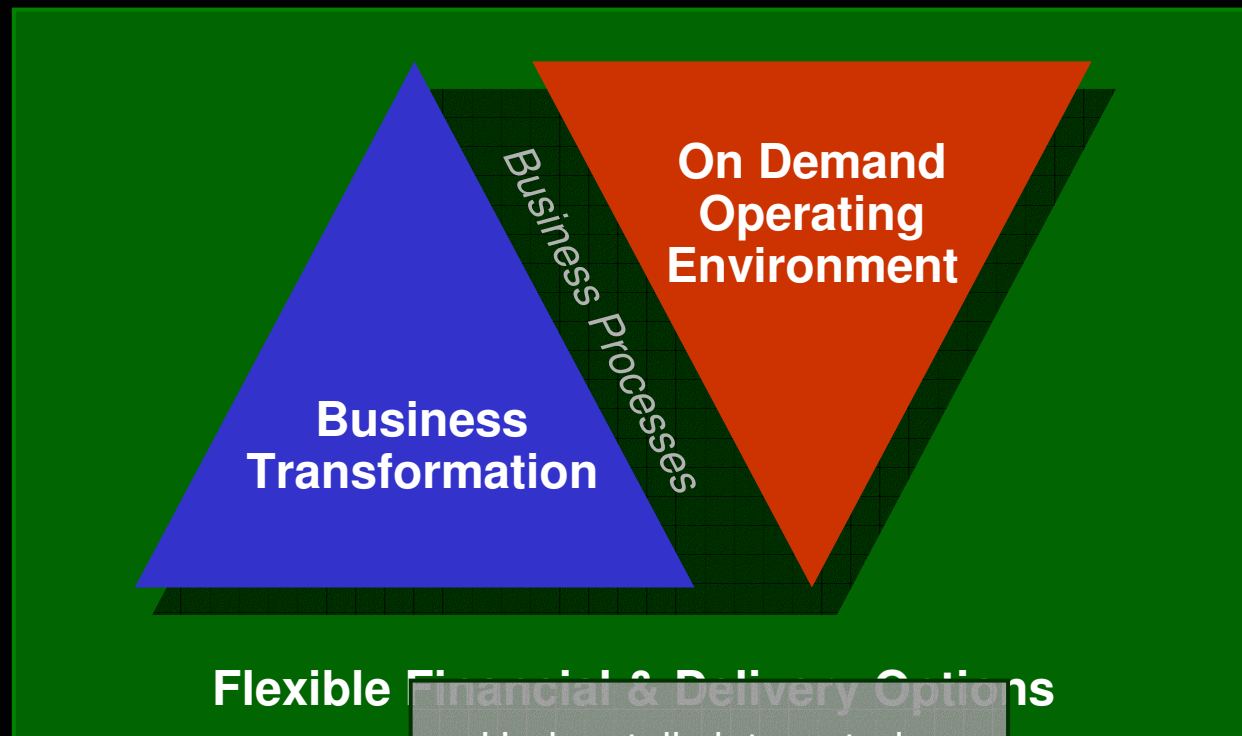 On Demand
Operating
Environment
Business Processes
Business
Transformation
Flexible Financial & Delivery Options